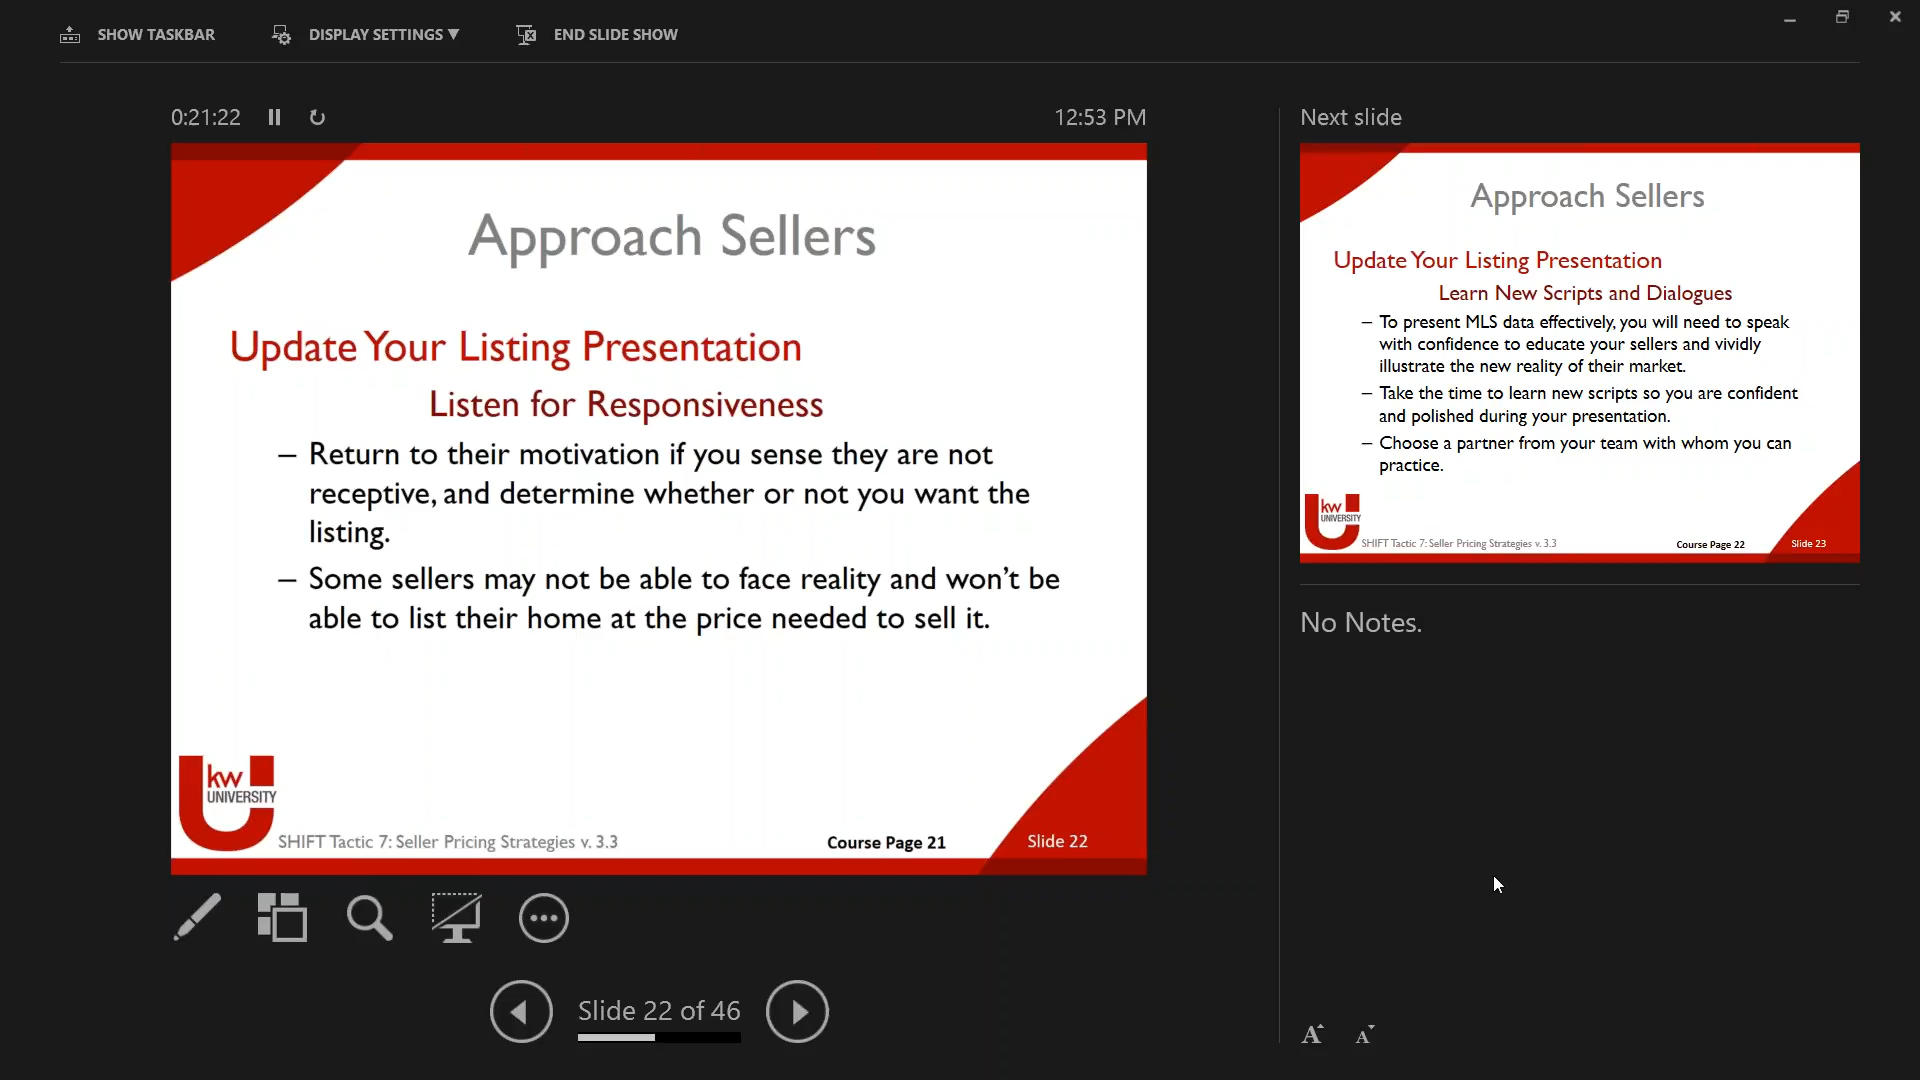 SHOW TASKBAR
DISPLAY SETTINGS ▼
END SLIDE SHOW
0:21:22
12:53 PM
Approach Sellers
Update Your Listing Presentation
Listen for Responsiveness
– Return to their motivation if you sense they are not
receptive, and determine whether or not you want the
listing.
– Some sellers may not be able to face reality and won’t be
able to list their home at the price needed to sell it.
kw
UNIVERSITY
SHIFT Tactic 7: Seller Pricing Strategies v. 3.3
Course Page 21
Slide 22
Slide 22 of 46
Next slide
Approach Sellers
Update Your Listing Presentation
Learn New Scripts and Dialogues
– To present MLS data effectively, you will need to speak
with confidence to educate your sellers and vividly
illustrate the new reality of their market.
– Take the time to learn new scripts so you are confident
and polished during your presentation.
– Choose a partner from your team with whom you can
practice.
kw
UNIVERSITY
SHIFT Tactic 7: Seller Pricing Strategies v. 3.3
Course Page 22
Slide 23
No Notes.
A A